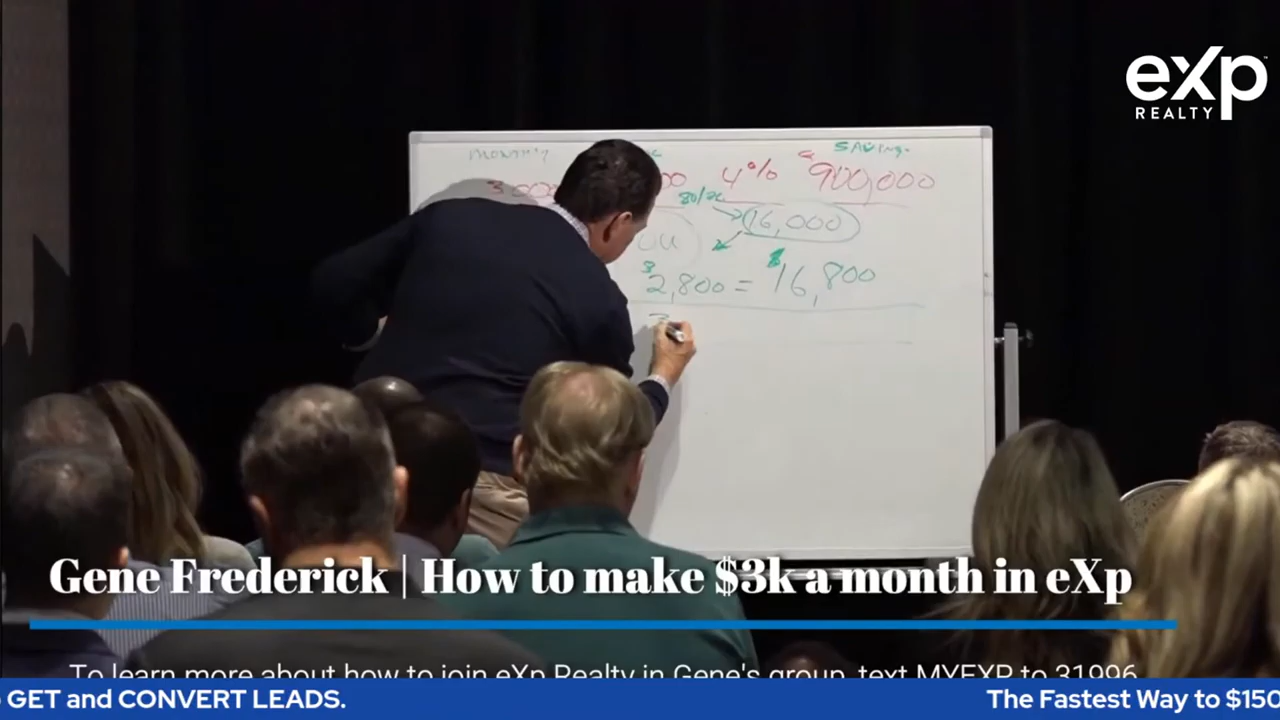 eXp
REALTY
MONTHLY SAVING.
3 000 4% 900,000
80/20 16,000
$2,800 = $16,800
Gene Frederick | How to make $3k a month in eXp
To learn more about how to join eXp Realty in Gene's group, text MYEXP to 31996
GET and CONVERT LEADS. The Fastest Way to $150